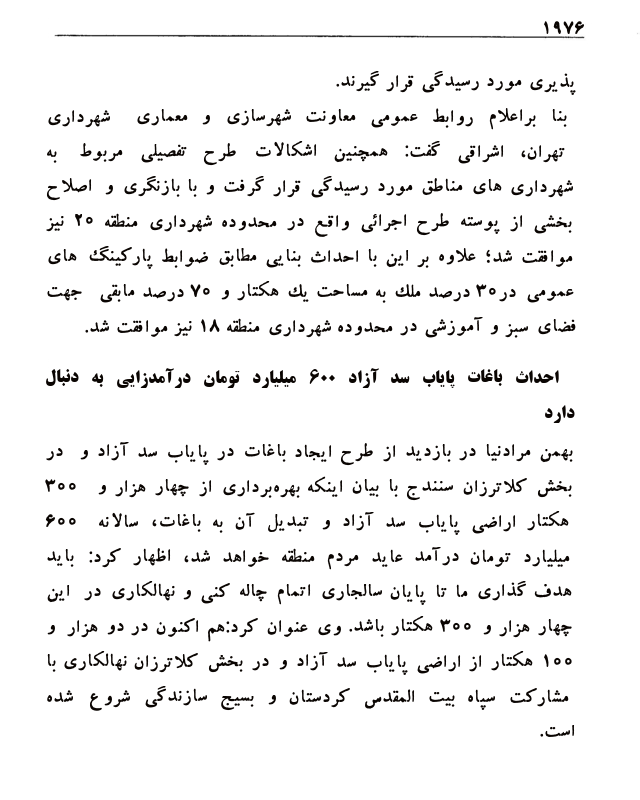 ۱۹۷۶
پذیری مورد رسیدگی قرار گیرند.
بنا براعلام روابط عمومی معاونت شهرسازی و معماری شهرداری
تهران، اشراقی گفت: همچنین اشکالات طرح تفصیلی مربوط به
شهرداری های مناطق مورد رسیدگی قرار گرفت و با بازنگری و اصلاح
بخشی از پوسته طرح اجرائی واقع در محدوده شهرداری منطقه ۲۰ نیز
موافقت شد؛ علاوه بر این با احداث بنایی مطابق ضوابط پارکینگ های
عمومی در۳۰ درصد ملك به مساحت یك هکتار و ۷۰ درصد مابقی جهت
فضای سبز و آموزشی در محدوده شهرداری منطقه ۱۸ نیز موافقت شد.
احداث باغات پایاب سد آزاد ۶۰۰ میلیارد تومان درآمدزایی به دنبال
دارد
بهمن مرادنیا در بازدید از طرح ایجاد باغات در پایاب سد آزاد و در
بخش کلاترزان سنندج با بیان اینکه بهره‌برداری از چهار هزار و ۳۰۰
هکتار اراضی پایاب سد آزاد و تبدیل آن به باغات، سالانه ۶۰۰
میلیارد تومان درآمد عاید مردم منطقه خواهد شد، اظهار کرد: باید
هدف گذاری ما تا پایان سالجاری اتمام چاله کنی و نهالکاری در این
چهار هزار و ۳۰۰ هکتار باشد. وی عنوان کرد:هم اکنون در دو هزار و
۱۰۰ هکتار از اراضی پایاب سد آزاد و در بخش کلاترزان نهالکاری با
مشارکت سپاه بیت المقدس کردستان و بسیج سازندگی شروع شده
است.